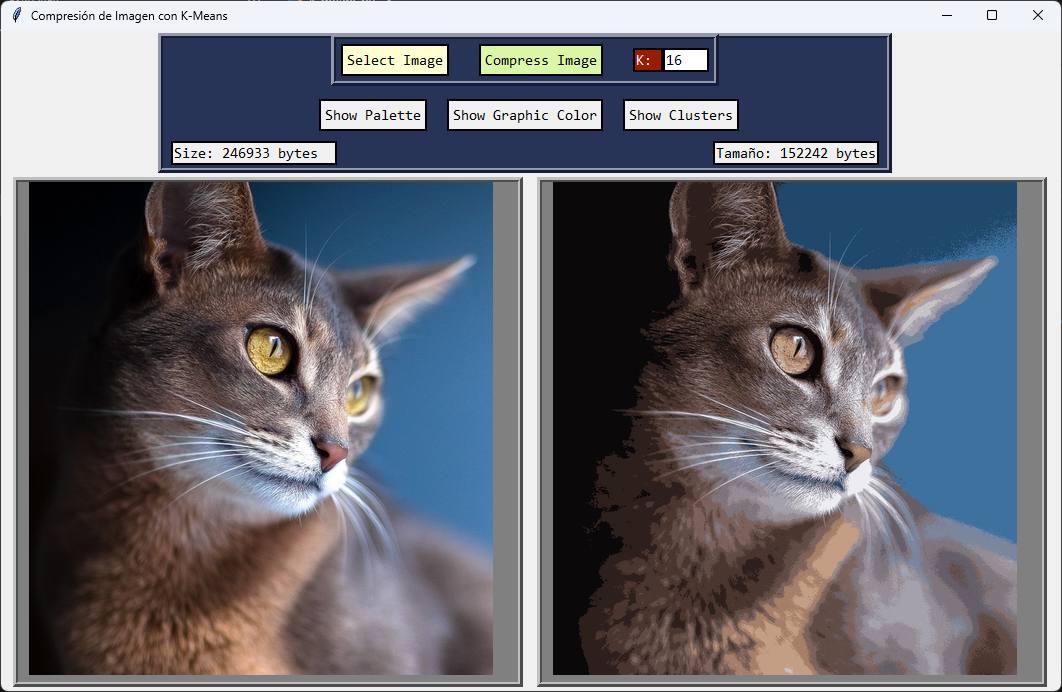 Compresión de Imagen con K-Means
Select Image
Compress Image
K: 16
Show Palette
Show Graphic Color
Show Clusters
Size: 246933 bytes
Tamaño: 152242 bytes